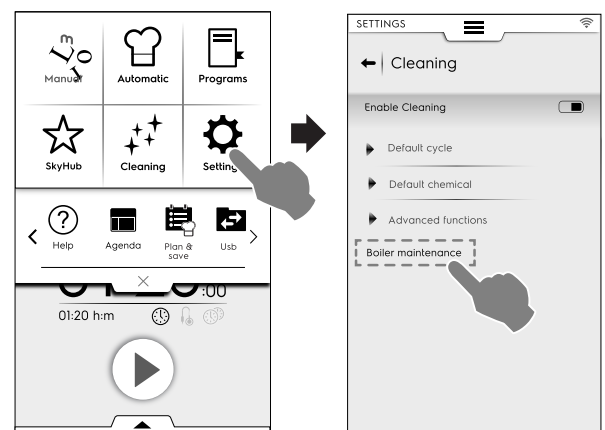 Manual
Automatic
Programs
SkyHub
Cleaning
Setting
Help
Agenda
Plan &
save
Usb
:00
01:20 h:m
SETTINGS
Cleaning
Enable Cleaning
Default cycle
Default chemical
Advanced functions
Boiler maintenance